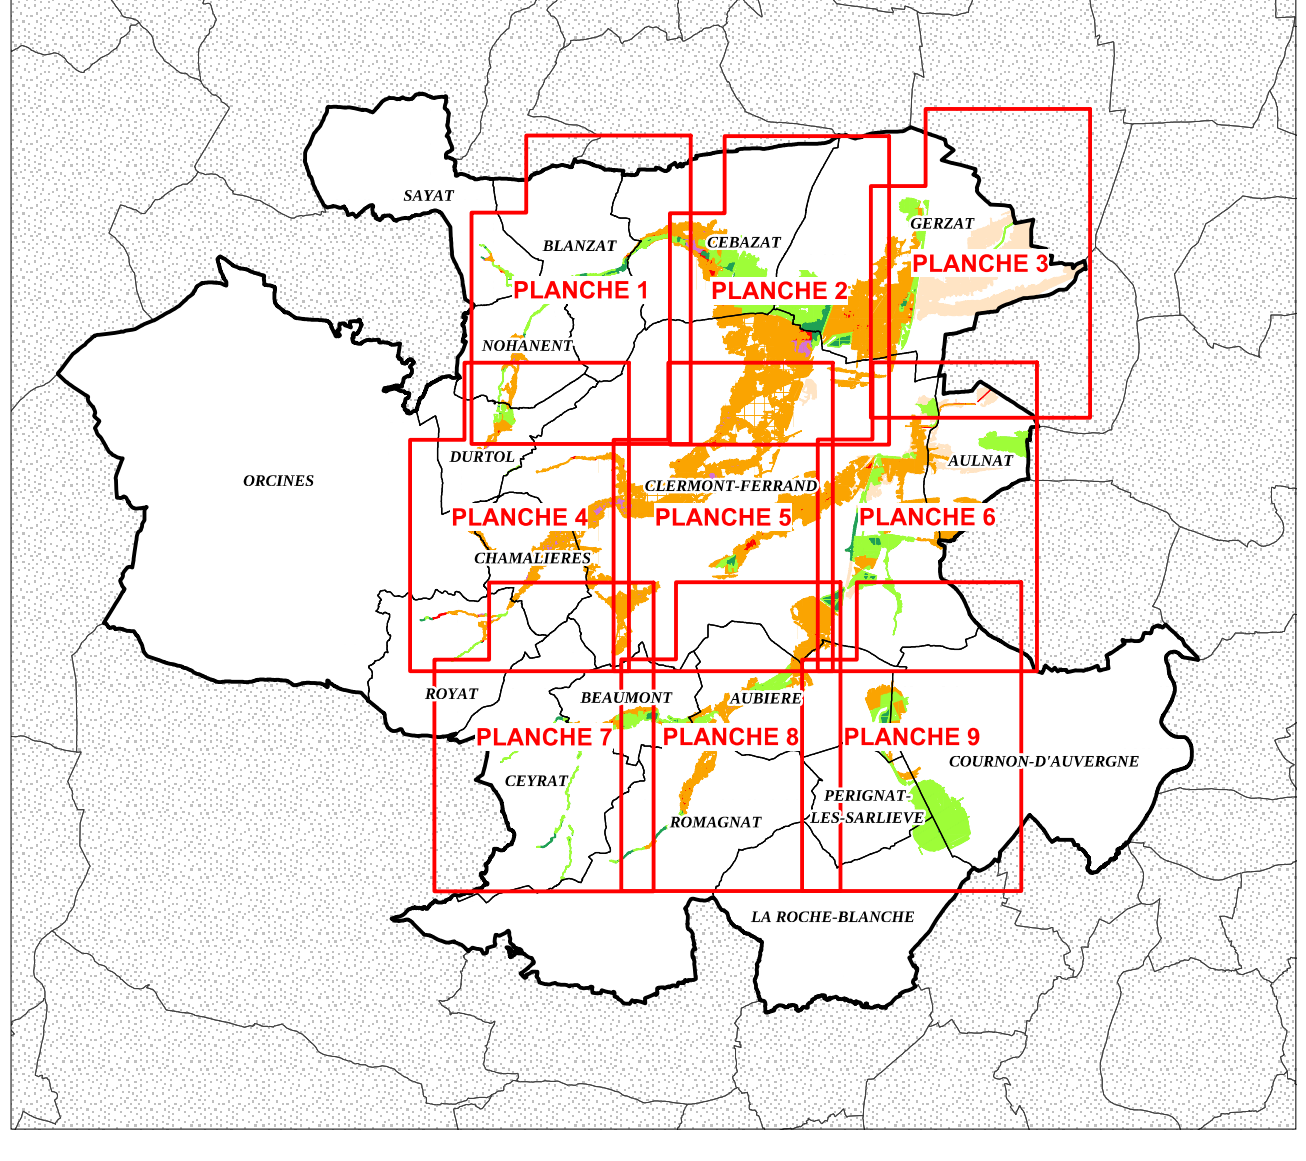 SAYAT
GERZAT
BLANZAT
CEBAZAT
PLANCHE 3
PLANCHE 1
PLANCHE 2
NOHANENT
DURTOL
AULNAT
ORCINES
CLERMONT-FERRAND
PLANCHE 4
PLANCHE 5
PLANCHE 6
CHAMALIERES
ROYAT
BEAUMONT
AUBIERE
PLANCHE 7
PLANCHE 8
PLANCHE 9
COURNON-D'AUVERGNE
CEYRAT
PERIGNAT-
LES-SARLIEVE
ROMAGNAT
LA ROCHE-BLANCHE